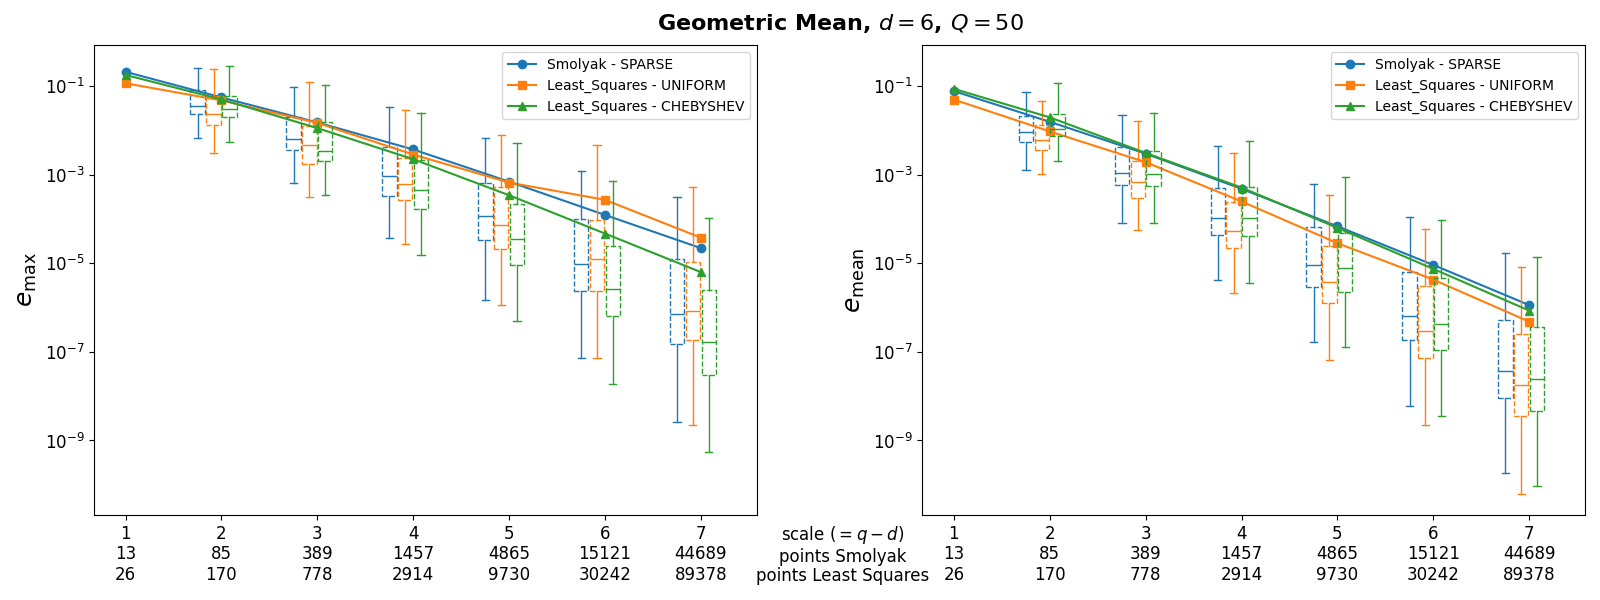 Geometric Mean, d = 6, Q = 50
Smolyak - SPARSE
Least_Squares - UNIFORM
Least_Squares - CHEBYSHEV
10⁻¹
10⁻³
10⁻⁵
10⁻⁷
10⁻⁹
e_max
1 2 3 4 5 6 7
13 85 389 1457 4865 15121 44689
26 170 778 2914 9730 30242 89378
scale (= q − d)
points Smolyak
points Least Squares
Smolyak - SPARSE
Least_Squares - UNIFORM
Least_Squares - CHEBYSHEV
10⁻¹
10⁻³
10⁻⁵
10⁻⁷
10⁻⁹
e_mean
1 2 3 4 5 6 7
13 85 389 1457 4865 15121 44689
26 170 778 2914 9730 30242 89378